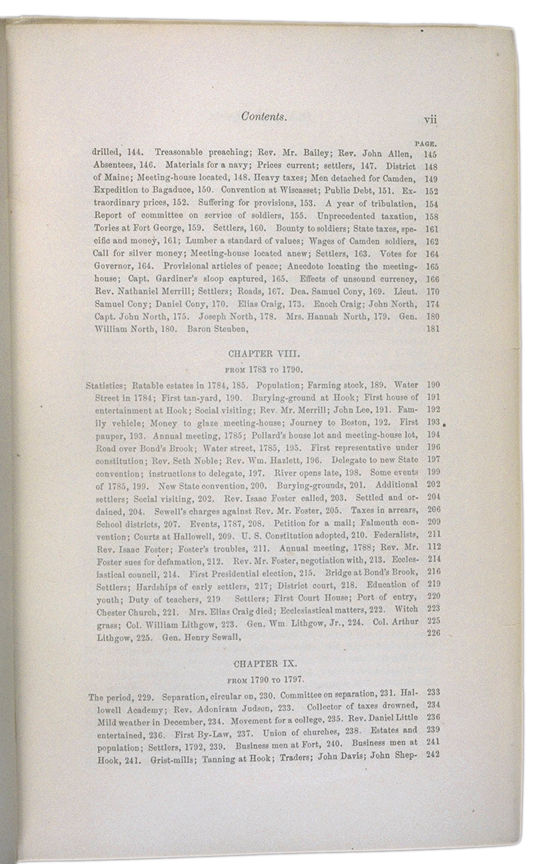 Contents. vii
PAGE.
drilled, 144. Treasonable preaching; Rev. Mr. Bailey; Rev. John Allen, 145
Absentees, 146. Materials for a navy; Prices current; settlers, 147. District 148
of Maine; Meeting-house located, 148. Heavy taxes; Men detached for Camden, 149
Expedition to Bagaduce, 150. Convention at Wiscasset; Public Debt, 151. Ex- 152
traordinary prices, 152. Suffering for provisions, 153. A year of tribulation, 154
Report of committee on service of soldiers, 155. Unprecedented taxation, 158
Tories at Fort George, 159. Settlers, 160. Bounty to soldiers; State taxes, spe- 161
cific and money, 161; Lumber a standard of values; Wages of Camden soldiers, 162
Call for silver money; Meeting-house located anew; Settlers, 163. Votes for 164
Governor, 164. Provisional articles of peace; Anecdote locating the meeting- 165
house; Capt. Gardiner's sloop captured, 165. Effects of unsound currency, 166
Rev. Nathaniel Merrill; Settlers; Roads, 167. Dea. Samuel Cony, 169. Lieut. 170
Samuel Cony; Daniel Cony, 170. Elias Craig, 173. Enoch Craig; John North, 174
Capt. John North, 175. Joseph North, 178. Mrs. Hannah North, 179. Gen. 180
William North, 180. Baron Steuben, 181
CHAPTER VIII.
FROM 1783 TO 1790.
Statistics; Ratable estates in 1784, 185. Population; Farming stock, 189. Water 190
Street in 1784; First tan-yard, 190. Burying-ground at Hook; First house of 191
entertainment at Hook; Social visiting; Rev. Mr. Merrill; John Lee, 191. Fam- 192
ily vehicle; Money to glaze meeting-house; Journey to Boston, 192. First 193
pauper, 193. Annual meeting, 1785; Pollard's house lot and meeting-house lot, 194
Road over Bond's Brook; Water street, 1785, 195. First representative under 196
constitution; Rev. Seth Noble; Rev. Wm. Hazlett, 196. Delegate to new State 197
convention; instructions to delegate, 197. River opens late, 198. Some events 199
of 1785, 199. New State convention, 200. Burying-grounds, 201. Additional 202
settlers; Social visiting, 202. Rev. Isaac Foster called, 203. Settled and or- 204
dained, 204. Sewell's charges against Rev. Mr. Foster, 205. Taxes in arrears, 206
School districts, 207. Events, 1787, 208. Petition for a mail; Falmouth con- 209
vention; Courts at Hallowell, 209. U. S. Constitution adopted, 210. Federalists, 211
Rev. Isaac Foster; Foster's troubles, 211. Annual meeting, 1788; Rev. Mr. 112
Foster sues for defamation, 212. Rev. Mr. Foster, negotiation with, 213. Eccles- 214
iastical council, 214. First Presidential election, 215. Bridge at Bond's Brook, 216
Settlers; Hardships of early settlers, 217; District court, 218. Education of 219
youth; Duty of teachers, 219 Settlers; First Court House; Port of entry, 220
Chester Church, 221. Mrs. Elias Craig died; Ecclesiastical matters, 222. Witch 223
grass; Col. William Lithgow, 223. Gen. Wm. Lithgow, Jr., 224. Col. Arthur 225
Lithgow, 225. Gen. Henry Sewall, 226
CHAPTER IX.
FROM 1790 TO 1797.
The period, 229. Separation, circular on, 230. Committee on separation, 231. Hal- 233
lowell Academy; Rev. Adoniram Judson, 233. Collector of taxes drowned, 234
Mild weather in December, 234. Movement for a college, 235. Rev. Daniel Little 236
entertained, 236. First By-Law, 237. Union of churches, 238. Estates and 239
population; Settlers, 1792, 239. Business men at Fort, 240. Business men at 241
Hook, 241. Grist-mills; Tanning at Hook; Traders; John Davis; John Shep- 242